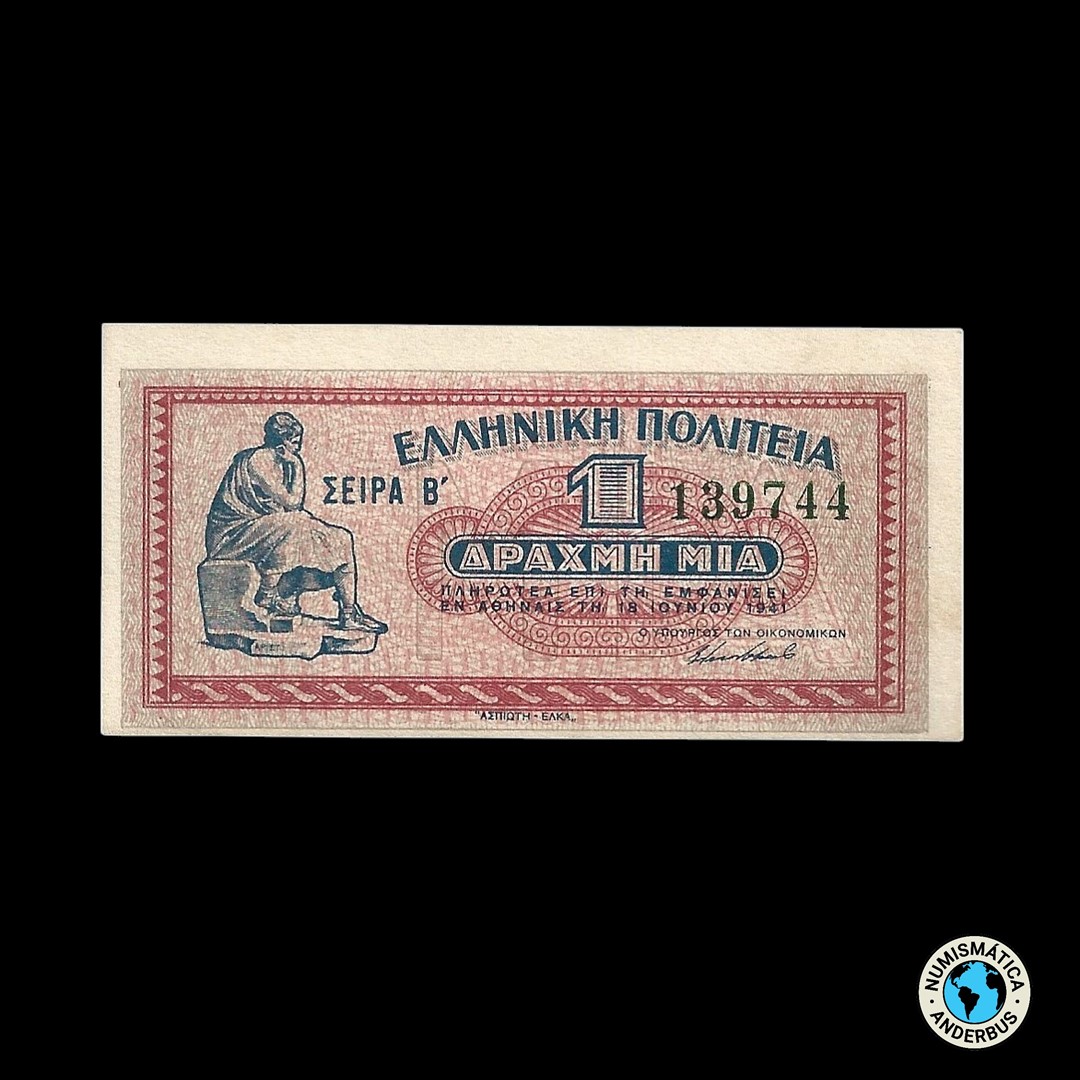 ΕΛΛΗΝΙΚΗ ΠΟΛΙΤΕΙΑ
ΣΕΙΡΑ Β′
1
139744
ΔΡΑΧΜΗ ΜΙΑ
ΠΛΗΡΩΤΕΑ ΕΠΙ ΤΗ ΕΜΦΑΝΙΣΕΙ
ΕΝ ΑΘΗΝΑΙΣ ΤΗ 18 ΙΟΥΝΙΟΥ 1941
Ο ΥΠΟΥΡΓΟΣ ΤΩΝ ΟΙΚΟΝΟΜΙΚΩΝ
"ΑΣΠΙΩΤΗ - ΕΛΚΑ„
NUMISMÁTICA
· ANDERBUS ·